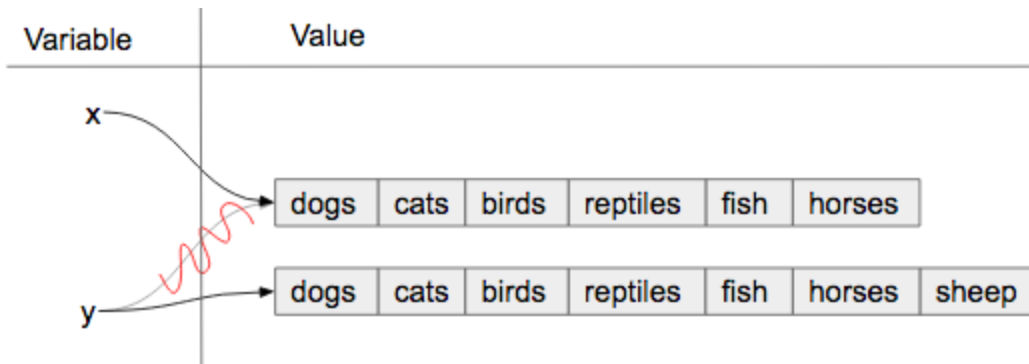 Variable Value
x
dogs cats birds reptiles fish horses
y dogs cats birds reptiles fish horses sheep